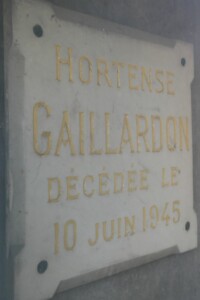 HORTENSE
GAILLARDON
DÉCÉDÉE LE
10 JUIN 1945